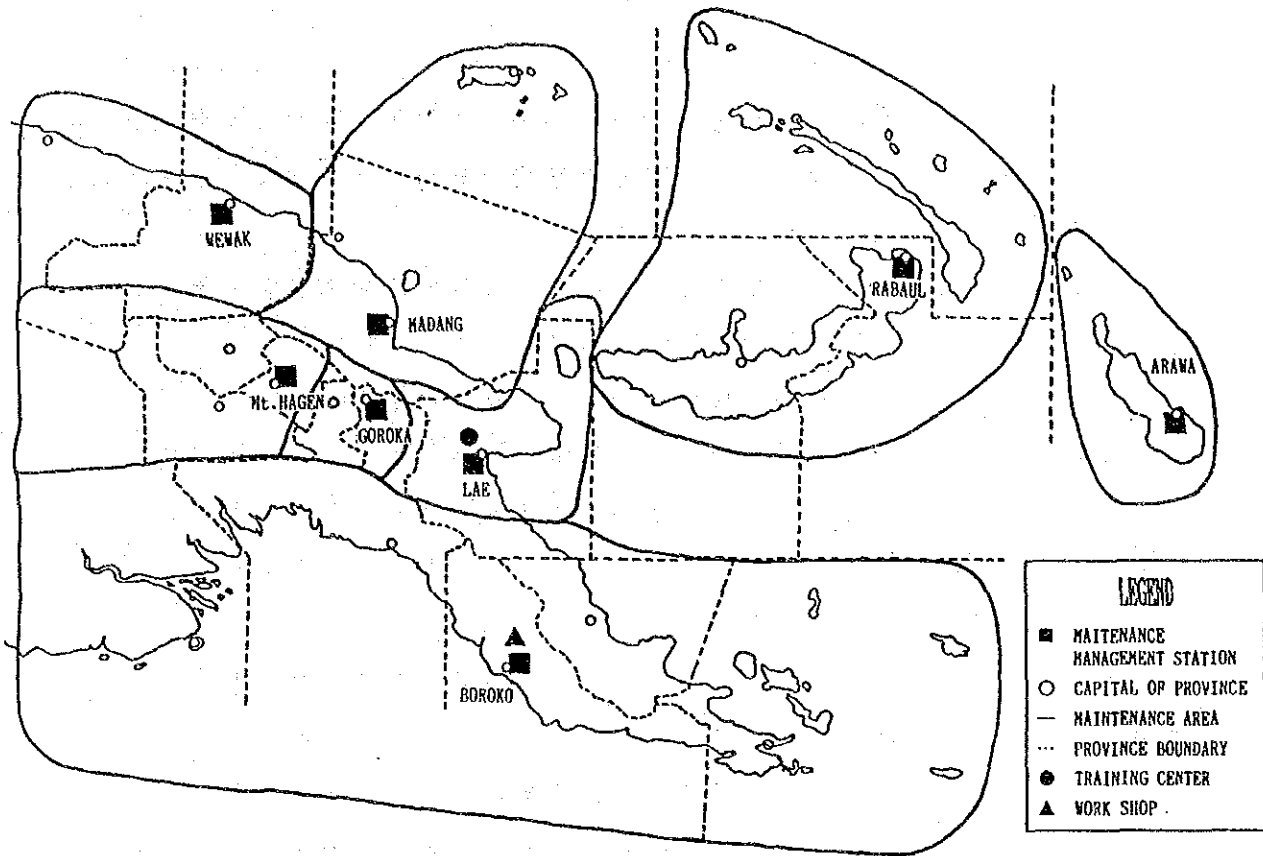 WEWAK
MADANG
RABAUL
ARAWA
Mt. HAGEN
GOROKA
LAE
BOROKO
LEGEND
MAITENANCE
MANAGEMENT STATION
CAPITAL OF PROVINCE
MAINTENANCE AREA
PROVINCE BOUNDARY
TRAINING CENTER
WORK SHOP